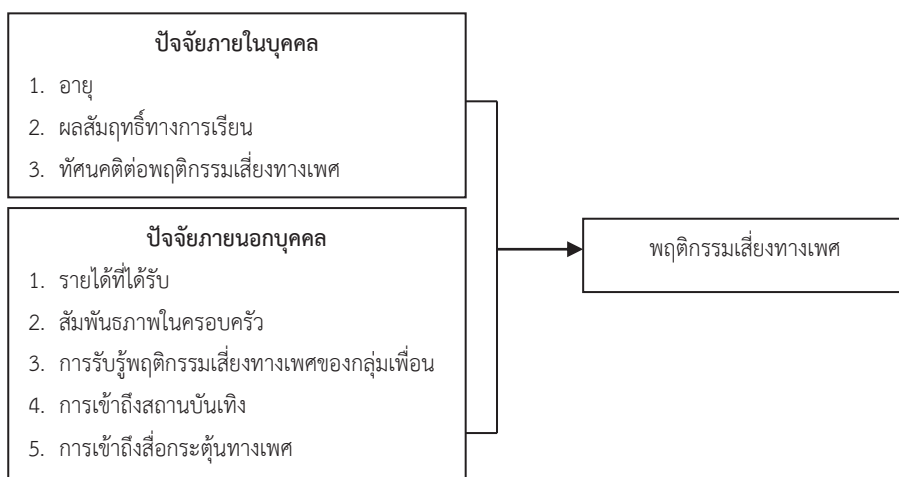 ปัจจัยภายในบุคคล
1. อายุ
2. ผลสัมฤทธิ์ทางการเรียน
3. ทัศนคติต่อพฤติกรรมเสี่ยงทางเพศ
ปัจจัยภายนอกบุคคล
1. รายได้ที่ได้รับ
2. สัมพันธภาพในครอบครัว
3. การรับรู้พฤติกรรมเสี่ยงทางเพศของกลุ่มเพื่อน
4. การเข้าถึงสถานบันเทิง
5. การเข้าถึงสื่อกระตุ้นทางเพศ
พฤติกรรมเสี่ยงทางเพศ